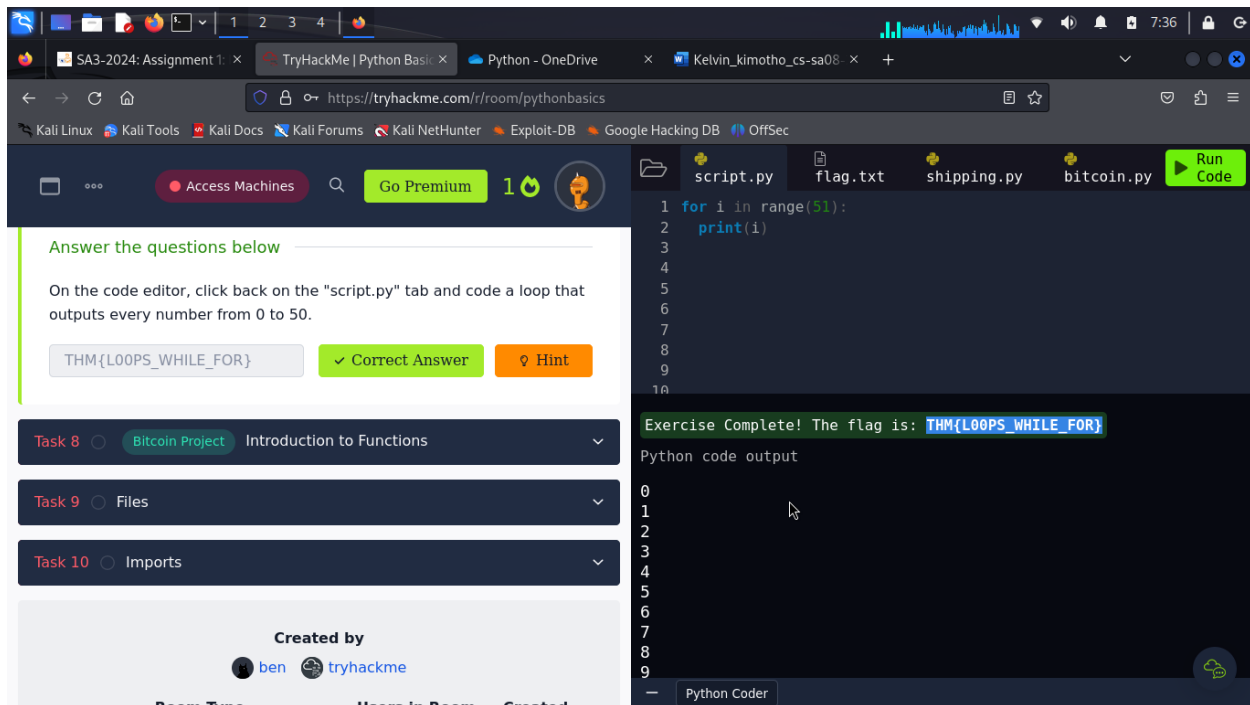 1 2 3 4 7:36
SA3-2024: Assignment 1: × TryHackMe | Python Basic × Python - OneDrive × Kelvin_kimotho_cs-sa08- × +
https://tryhackme.com/r/room/pythonbasics
Kali Linux Kali Tools Kali Docs Kali Forums Kali NetHunter Exploit-DB Google Hacking DB OffSec
Access Machines Go Premium 1
Answer the questions below
On the code editor, click back on the "script.py" tab and code a loop that
outputs every number from 0 to 50.
THM{L00PS_WHILE_FOR} Correct Answer Hint
Task 8 Bitcoin Project Introduction to Functions
Task 9 Files
Task 10 Imports
Created by
ben tryhackme
Room Type Users in Room Created
script.py flag.txt shipping.py bitcoin.py Run Code
1 for i in range(51):
2 print(i)
3
4
5
6
7
8
9
10
Exercise Complete! The flag is: THM{L00PS_WHILE_FOR}
Python code output
0
1
2
3
4
5
6
7
8
9
Python Coder